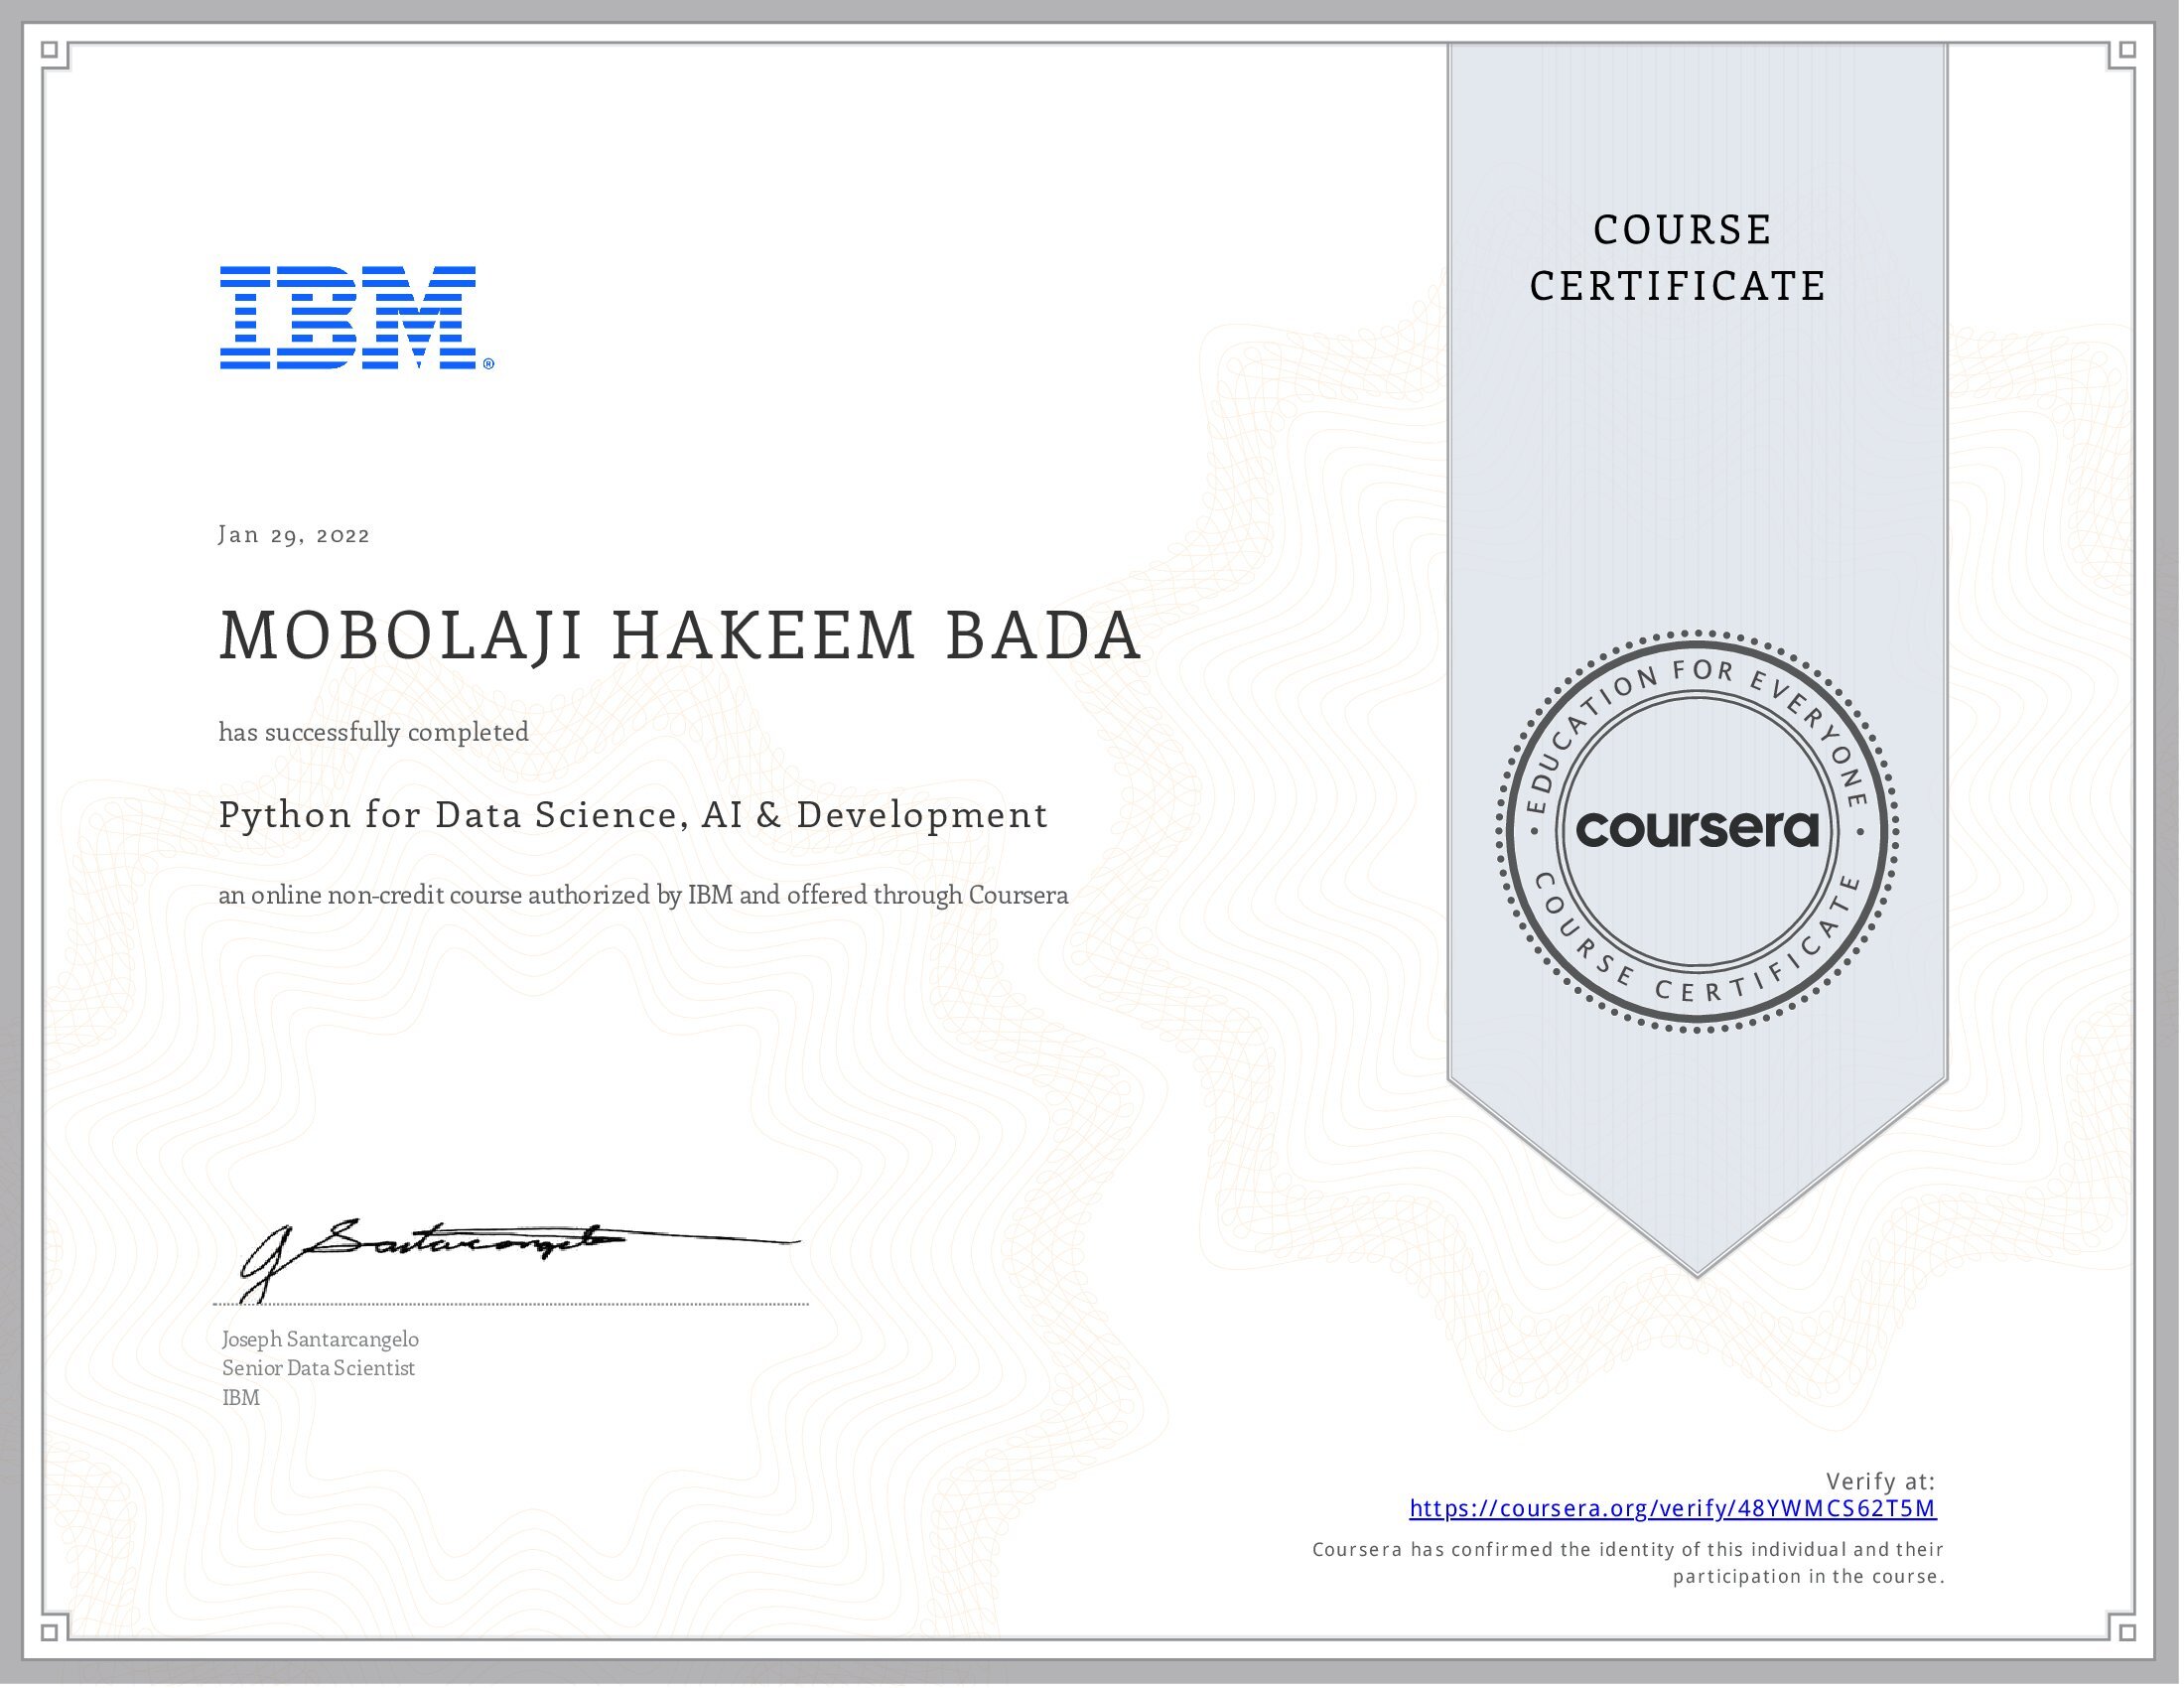 IBM®
COURSE
CERTIFICATE
Jan 29, 2022
MOBOLAJI HAKEEM BADA
has successfully completed
Python for Data Science, AI & Development
an online non-credit course authorized by IBM and offered through Coursera
EDUCATION FOR EVERYONE
coursera
COURSE CERTIFICATE
J Santarcangelo
Joseph Santarcangelo
Senior Data Scientist
IBM
Verify at:
https://coursera.org/verify/48YWMCS62T5M
Coursera has confirmed the identity of this individual and their
participation in the course.